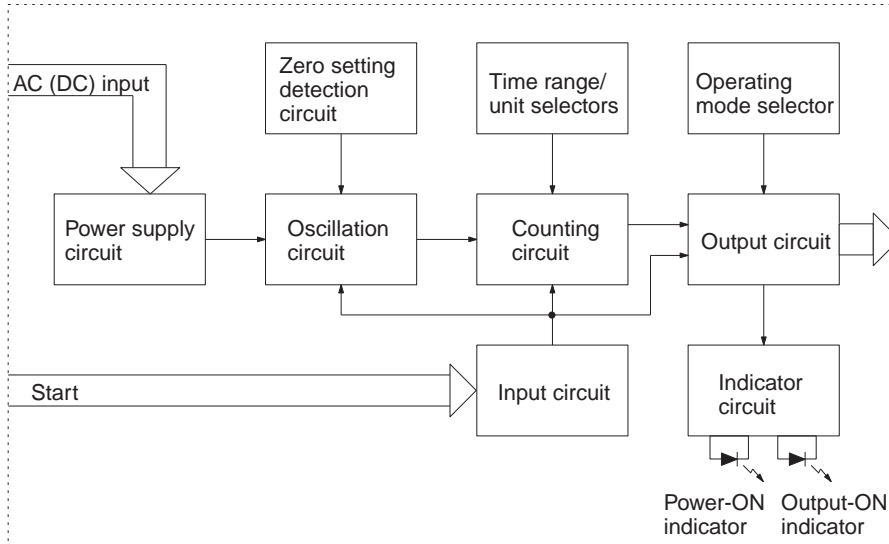 AC (DC) input
Zero setting
detection
circuit
Time range/
unit selectors
Operating
mode selector
Power supply
circuit
Oscillation
circuit
Counting
circuit
Output circuit
Start
Input circuit
Indicator
circuit
Power-ON
indicator
Output-ON
indicator